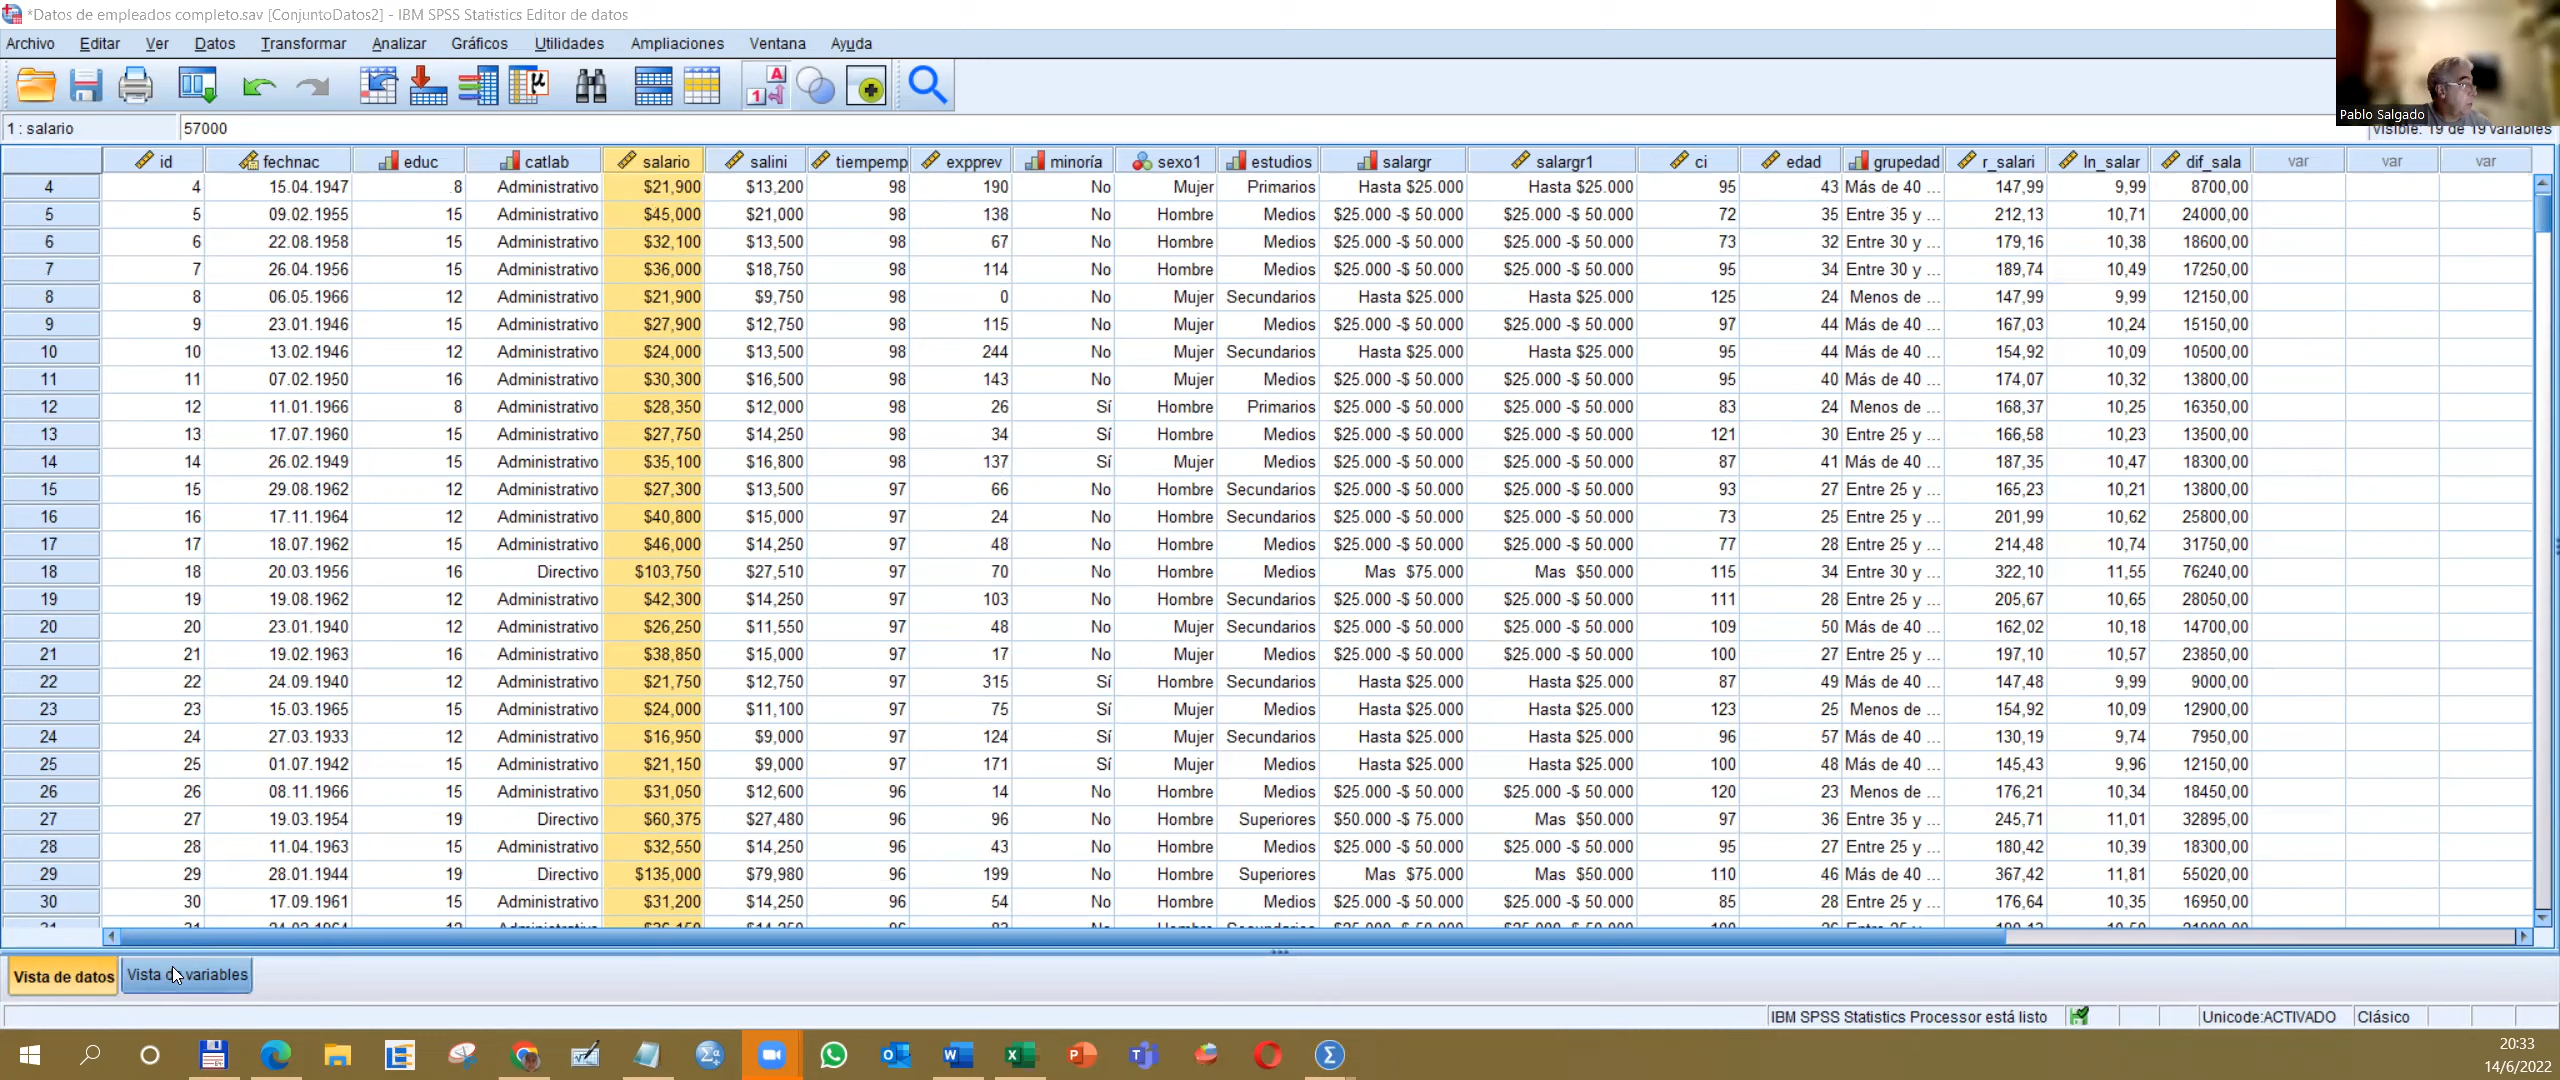 *Datos de empleados completo.sav [ConjuntoDatos2] - IBM SPSS Statistics Editor de datos
Archivo Editar Ver Datos Transformar Analizar Gráficos Utilidades Ampliaciones Ventana Ayuda
Pablo Salgado
1 : salario 57000
Visible: 19 de 19 variables
id fechnac educ catlab salario salini tiempemp expprev minoría sexo1 estudios salargr salargr1 ci edad grupedad r_salari ln_salar dif_sala var var var
4 4 15.04.1947 8 Administrativo $21,900 $13,200 98 190 No Mujer Primarios Hasta $25.000 Hasta $25.000 95 43 Más de 40 ... 147,99 9,99 8700,00
5 5 09.02.1955 15 Administrativo $45,000 $21,000 98 138 No Hombre Medios $25.000 -$ 50.000 $25.000 -$ 50.000 72 35 Entre 35 y ... 212,13 10,71 24000,00
6 6 22.08.1958 15 Administrativo $32,100 $13,500 98 67 No Hombre Medios $25.000 -$ 50.000 $25.000 -$ 50.000 73 32 Entre 30 y ... 179,16 10,38 18600,00
7 7 26.04.1956 15 Administrativo $36,000 $18,750 98 114 No Hombre Medios $25.000 -$ 50.000 $25.000 -$ 50.000 95 34 Entre 30 y ... 189,74 10,49 17250,00
8 8 06.05.1966 12 Administrativo $21,900 $9,750 98 0 No Mujer Secundarios Hasta $25.000 Hasta $25.000 125 24 Menos de ... 147,99 9,99 12150,00
9 9 23.01.1946 15 Administrativo $27,900 $12,750 98 115 No Mujer Medios $25.000 -$ 50.000 $25.000 -$ 50.000 97 44 Más de 40 ... 167,03 10,24 15150,00
10 10 13.02.1946 12 Administrativo $24,000 $13,500 98 244 No Mujer Secundarios Hasta $25.000 Hasta $25.000 95 44 Más de 40 ... 154,92 10,09 10500,00
11 11 07.02.1950 16 Administrativo $30,300 $16,500 98 143 No Mujer Medios $25.000 -$ 50.000 $25.000 -$ 50.000 95 40 Más de 40 ... 174,07 10,32 13800,00
12 12 11.01.1966 8 Administrativo $28,350 $12,000 98 26 Sí Hombre Primarios $25.000 -$ 50.000 $25.000 -$ 50.000 83 24 Menos de ... 168,37 10,25 16350,00
13 13 17.07.1960 15 Administrativo $27,750 $14,250 98 34 Sí Hombre Medios $25.000 -$ 50.000 $25.000 -$ 50.000 121 30 Entre 25 y ... 166,58 10,23 13500,00
14 14 26.02.1949 15 Administrativo $35,100 $16,800 98 137 Sí Mujer Medios $25.000 -$ 50.000 $25.000 -$ 50.000 87 41 Más de 40 ... 187,35 10,47 18300,00
15 15 29.08.1962 12 Administrativo $27,300 $13,500 97 66 No Hombre Secundarios $25.000 -$ 50.000 $25.000 -$ 50.000 93 27 Entre 25 y ... 165,23 10,21 13800,00
16 16 17.11.1964 12 Administrativo $40,800 $15,000 97 24 No Hombre Secundarios $25.000 -$ 50.000 $25.000 -$ 50.000 73 25 Entre 25 y ... 201,99 10,62 25800,00
17 17 18.07.1962 15 Administrativo $46,000 $14,250 97 48 No Hombre Medios $25.000 -$ 50.000 $25.000 -$ 50.000 77 28 Entre 25 y ... 214,48 10,74 31750,00
18 18 20.03.1956 16 Directivo $103,750 $27,510 97 70 No Hombre Medios Mas $75.000 Mas $50.000 115 34 Entre 30 y ... 322,10 11,55 76240,00
19 19 19.08.1962 12 Administrativo $42,300 $14,250 97 103 No Hombre Secundarios $25.000 -$ 50.000 $25.000 -$ 50.000 111 28 Entre 25 y ... 205,67 10,65 28050,00
20 20 23.01.1940 12 Administrativo $26,250 $11,550 97 48 No Mujer Secundarios $25.000 -$ 50.000 $25.000 -$ 50.000 109 50 Más de 40 ... 162,02 10,18 14700,00
21 21 19.02.1963 16 Administrativo $38,850 $15,000 97 17 No Mujer Medios $25.000 -$ 50.000 $25.000 -$ 50.000 100 27 Entre 25 y ... 197,10 10,57 23850,00
22 22 24.09.1940 12 Administrativo $21,750 $12,750 97 315 Sí Hombre Secundarios Hasta $25.000 Hasta $25.000 87 49 Más de 40 ... 147,48 9,99 9000,00
23 23 15.03.1965 15 Administrativo $24,000 $11,100 97 75 Sí Mujer Medios Hasta $25.000 Hasta $25.000 123 25 Menos de ... 154,92 10,09 12900,00
24 24 27.03.1933 12 Administrativo $16,950 $9,000 97 124 Sí Mujer Secundarios Hasta $25.000 Hasta $25.000 96 57 Más de 40 ... 130,19 9,74 7950,00
25 25 01.07.1942 15 Administrativo $21,150 $9,000 97 171 Sí Mujer Medios Hasta $25.000 Hasta $25.000 100 48 Más de 40 ... 145,43 9,96 12150,00
26 26 08.11.1966 15 Administrativo $31,050 $12,600 96 14 No Hombre Medios $25.000 -$ 50.000 $25.000 -$ 50.000 120 23 Menos de ... 176,21 10,34 18450,00
27 27 19.03.1954 19 Directivo $60,375 $27,480 96 96 No Hombre Superiores $50.000 -$ 75.000 Mas $50.000 97 36 Entre 35 y ... 245,71 11,01 32895,00
28 28 11.04.1963 15 Administrativo $32,550 $14,250 96 43 No Hombre Medios $25.000 -$ 50.000 $25.000 -$ 50.000 95 27 Entre 25 y ... 180,42 10,39 18300,00
29 29 28.01.1944 19 Directivo $135,000 $79,980 96 199 No Hombre Superiores Mas $75.000 Mas $50.000 110 46 Más de 40 ... 367,42 11,81 55020,00
30 30 17.09.1961 15 Administrativo $31,200 $14,250 96 54 No Hombre Medios $25.000 -$ 50.000 $25.000 -$ 50.000 85 28 Entre 25 y ... 176,64 10,35 16950,00
Vista de datos Vista de variables
IBM SPSS Statistics Processor está listo Unicode:ACTIVADO Clásico
20:33
14/6/2022